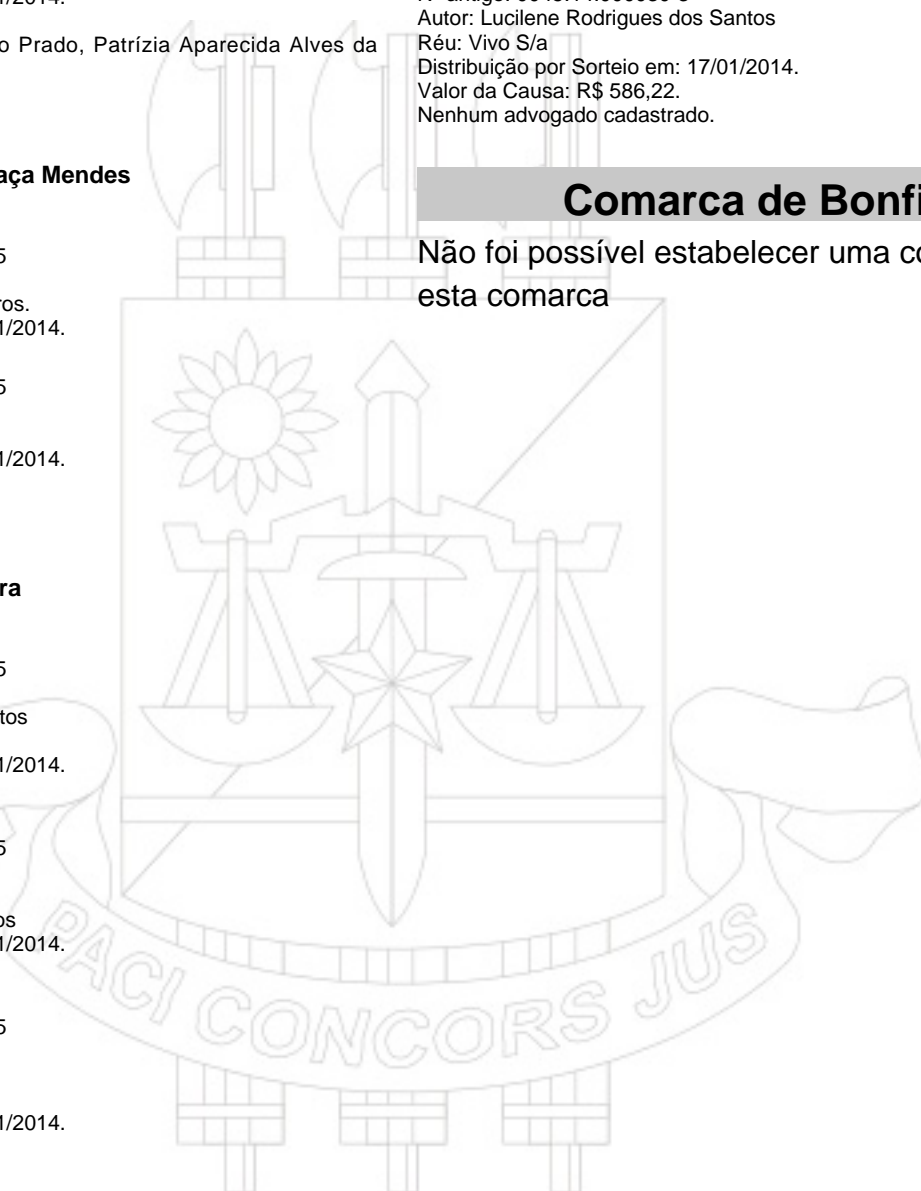 1/2014.
o Prado, Patrízia Aparecida Alves da
aça Mendes
5
ros.
1/2014.
5
1/2014.
ra
5
tos
1/2014.
5
os
1/2014.
5
1/2014.
Autor: Lucilene Rodrigues dos Santos
Réu: Vivo S/a
Distribuição por Sorteio em: 17/01/2014.
Valor da Causa: R$ 586,22.
Nenhum advogado cadastrado.
Comarca de Bonfi
Não foi possível estabelecer uma co
esta comarca
PACI CONCORS JUS